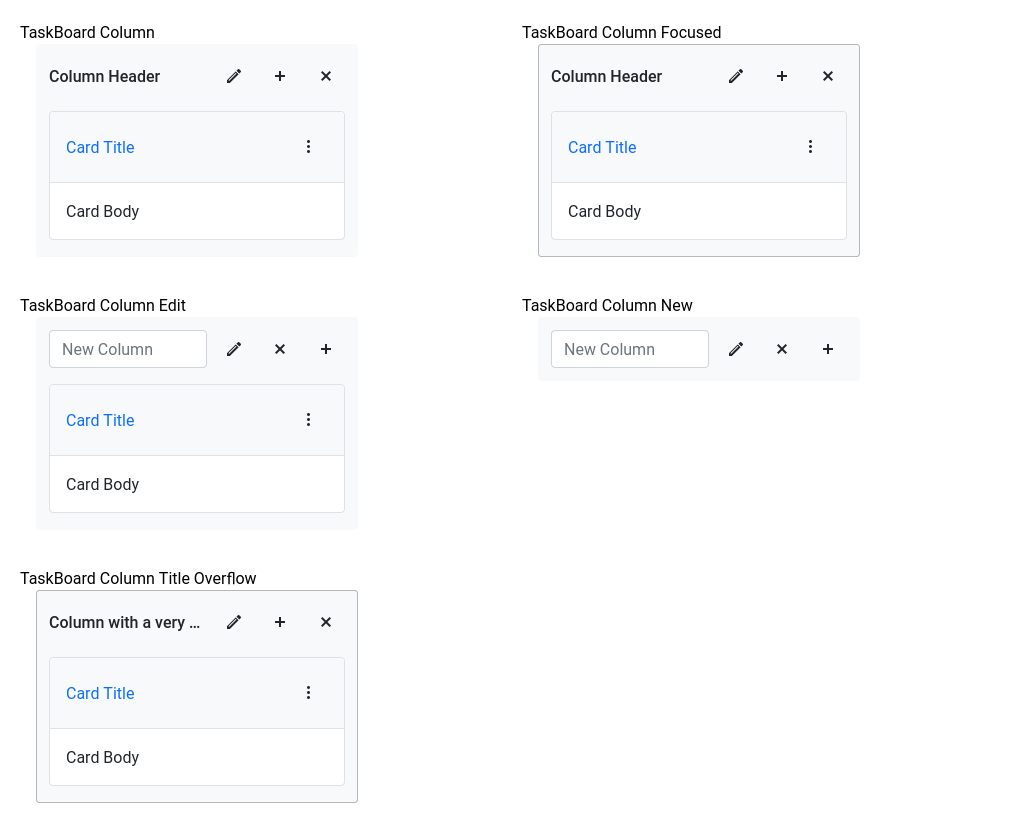 TaskBoard Column
Column Header
Card Title
Card Body
TaskBoard Column Focused
Column Header
Card Title
Card Body
TaskBoard Column Edit
New Column
Card Title
Card Body
TaskBoard Column New
New Column
TaskBoard Column Title Overflow
Column with a very ...
Card Title
Card Body